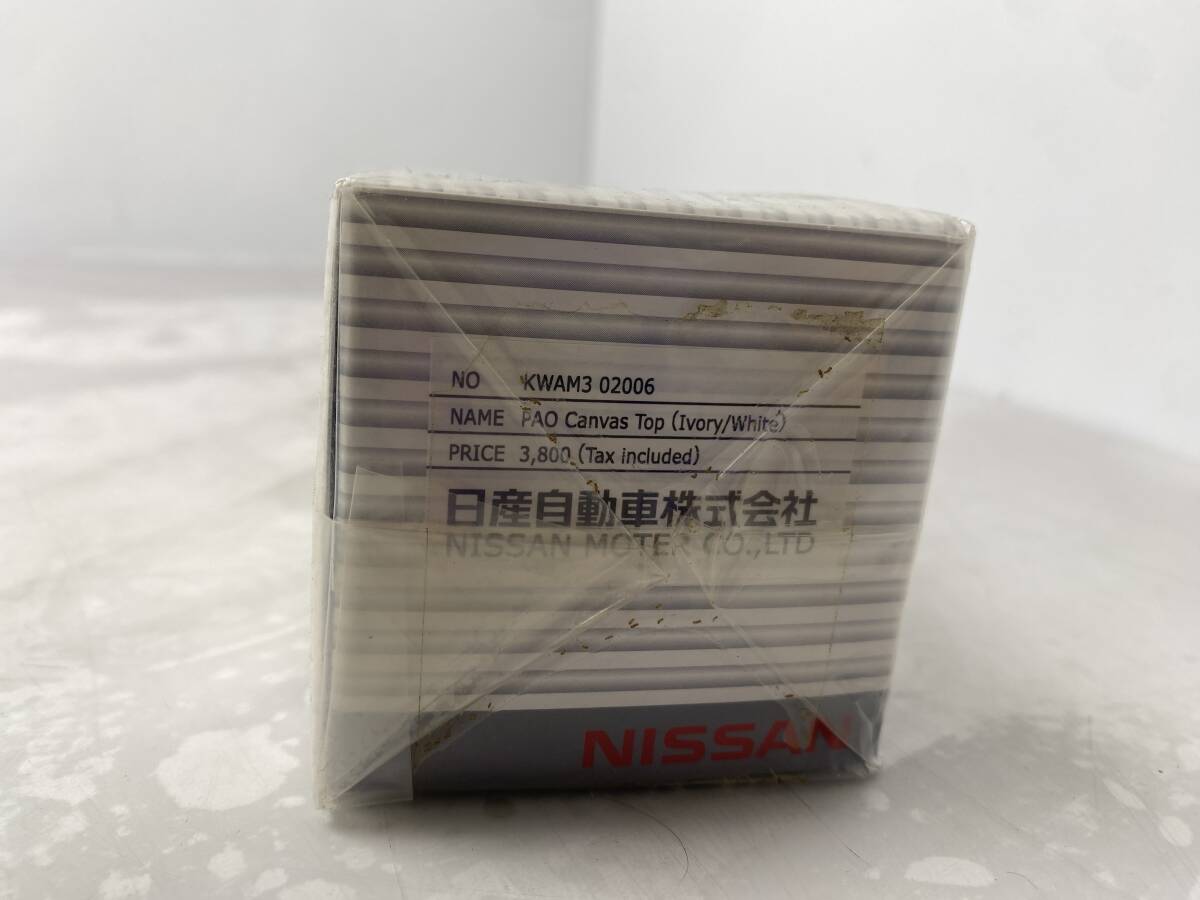 NO KWAM3 02006
NAME PAO Canvas Top (Ivory/White)
PRICE 3,800 (Tax included)
日産自動車株式会社
NISSAN MOTER CO.,LTD
NISSAN